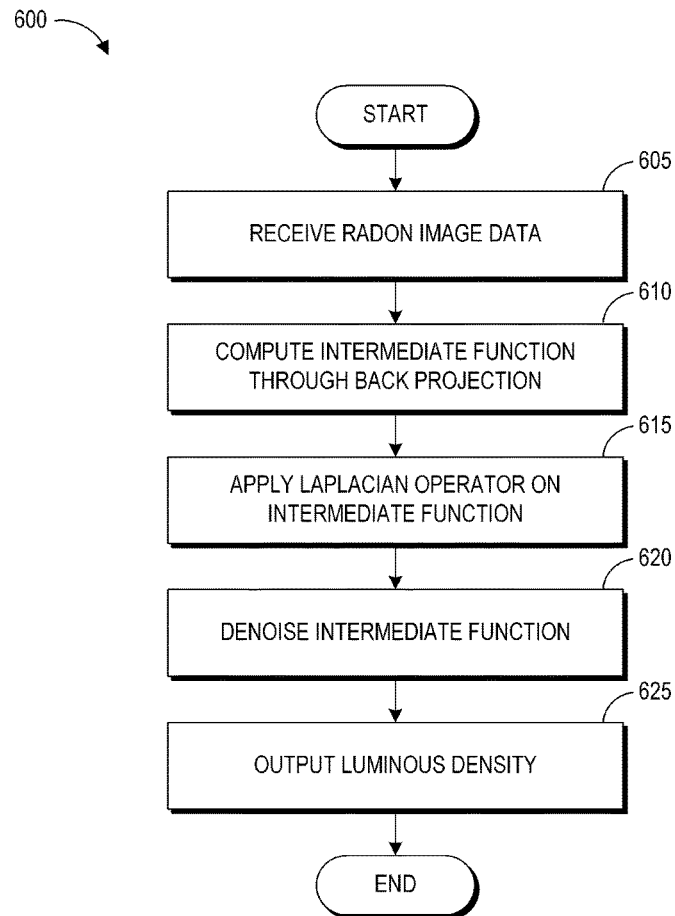 600
START
605
RECEIVE RADON IMAGE DATA
610
COMPUTE INTERMEDIATE FUNCTION
THROUGH BACK PROJECTION
615
APPLY LAPLACIAN OPERATOR ON
INTERMEDIATE FUNCTION
620
DENOISE INTERMEDIATE FUNCTION
625
OUTPUT LUMINOUS DENSITY
END